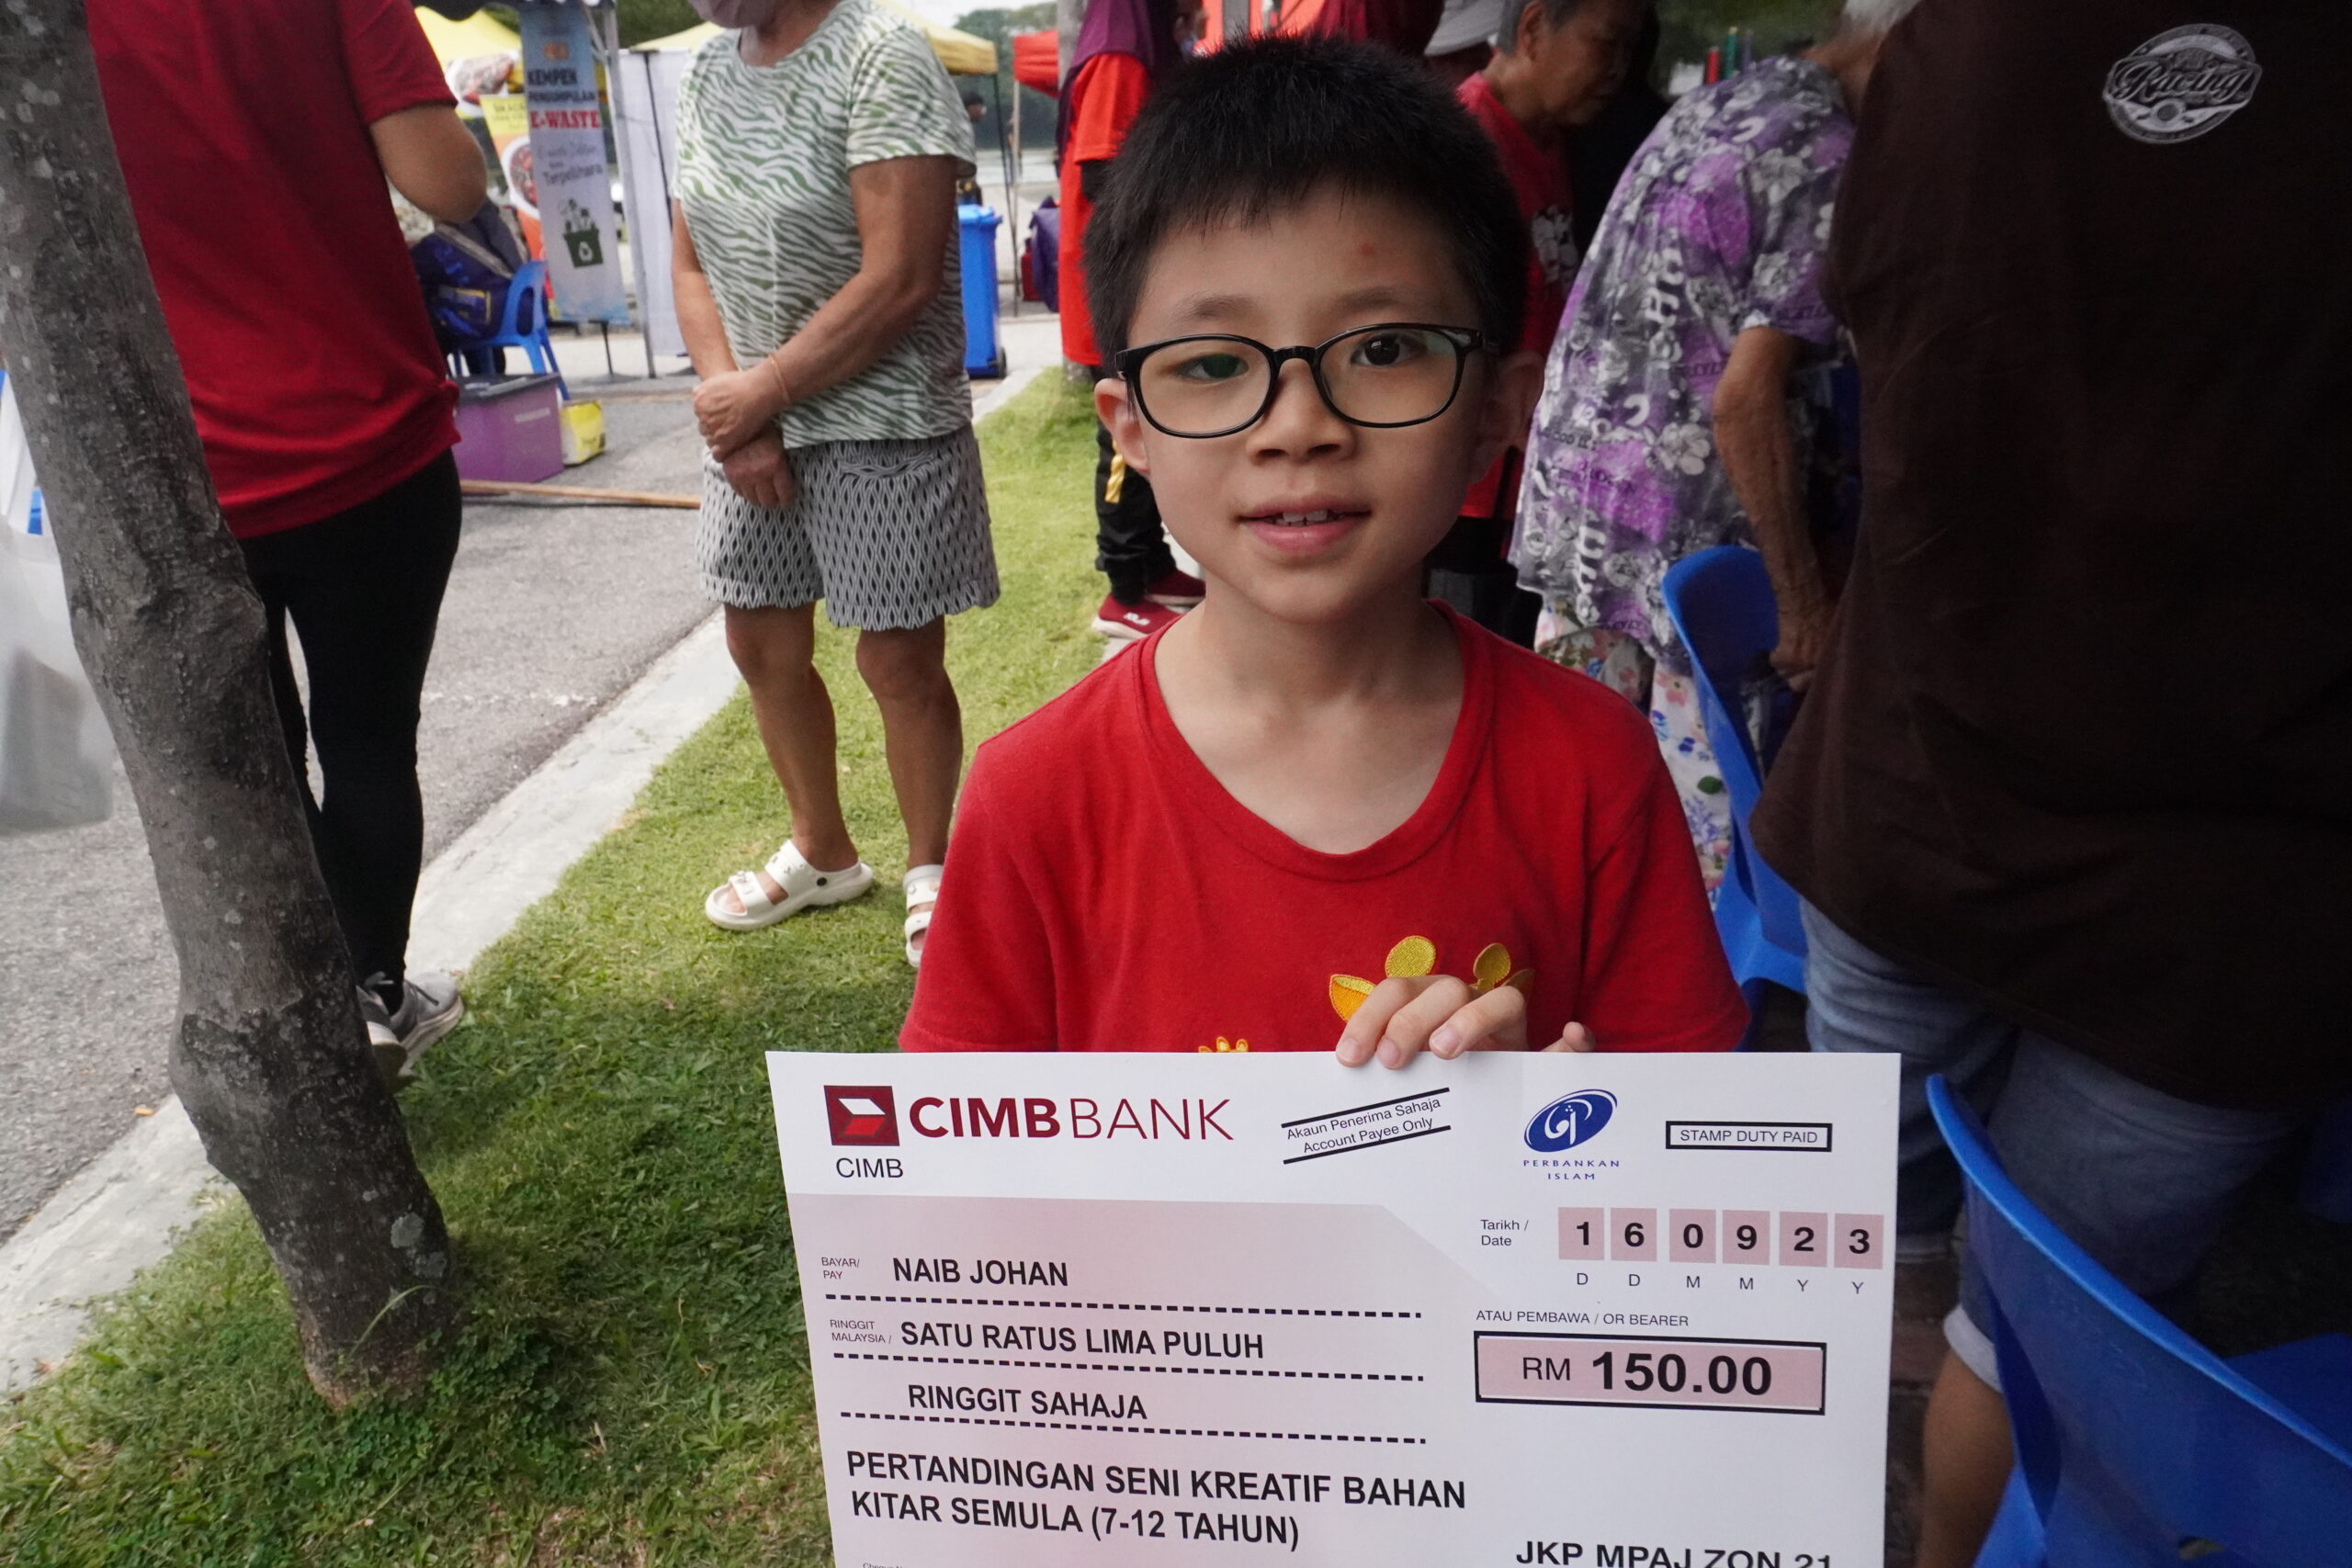 KEMPEN
PENGUMPULAN
E-WASTE
Racing
CIMB BANK
CIMB
Akaun Penerima Sahaja
Account Payee Only
PERBANKAN
ISLAM
STAMP DUTY PAID
Tarikh /
Date
1 6 0 9 2 3
D D M M Y Y
BAYAR/
PAY
NAIB JOHAN
RINGGIT
MALAYSIA /
SATU RATUS LIMA PULUH
RINGGIT SAHAJA
ATAU PEMBAWA / OR BEARER
RM 150.00
PERTANDINGAN SENI KREATIF BAHAN
KITAR SEMULA (7-12 TAHUN)
JKP MPAJ ZON 21